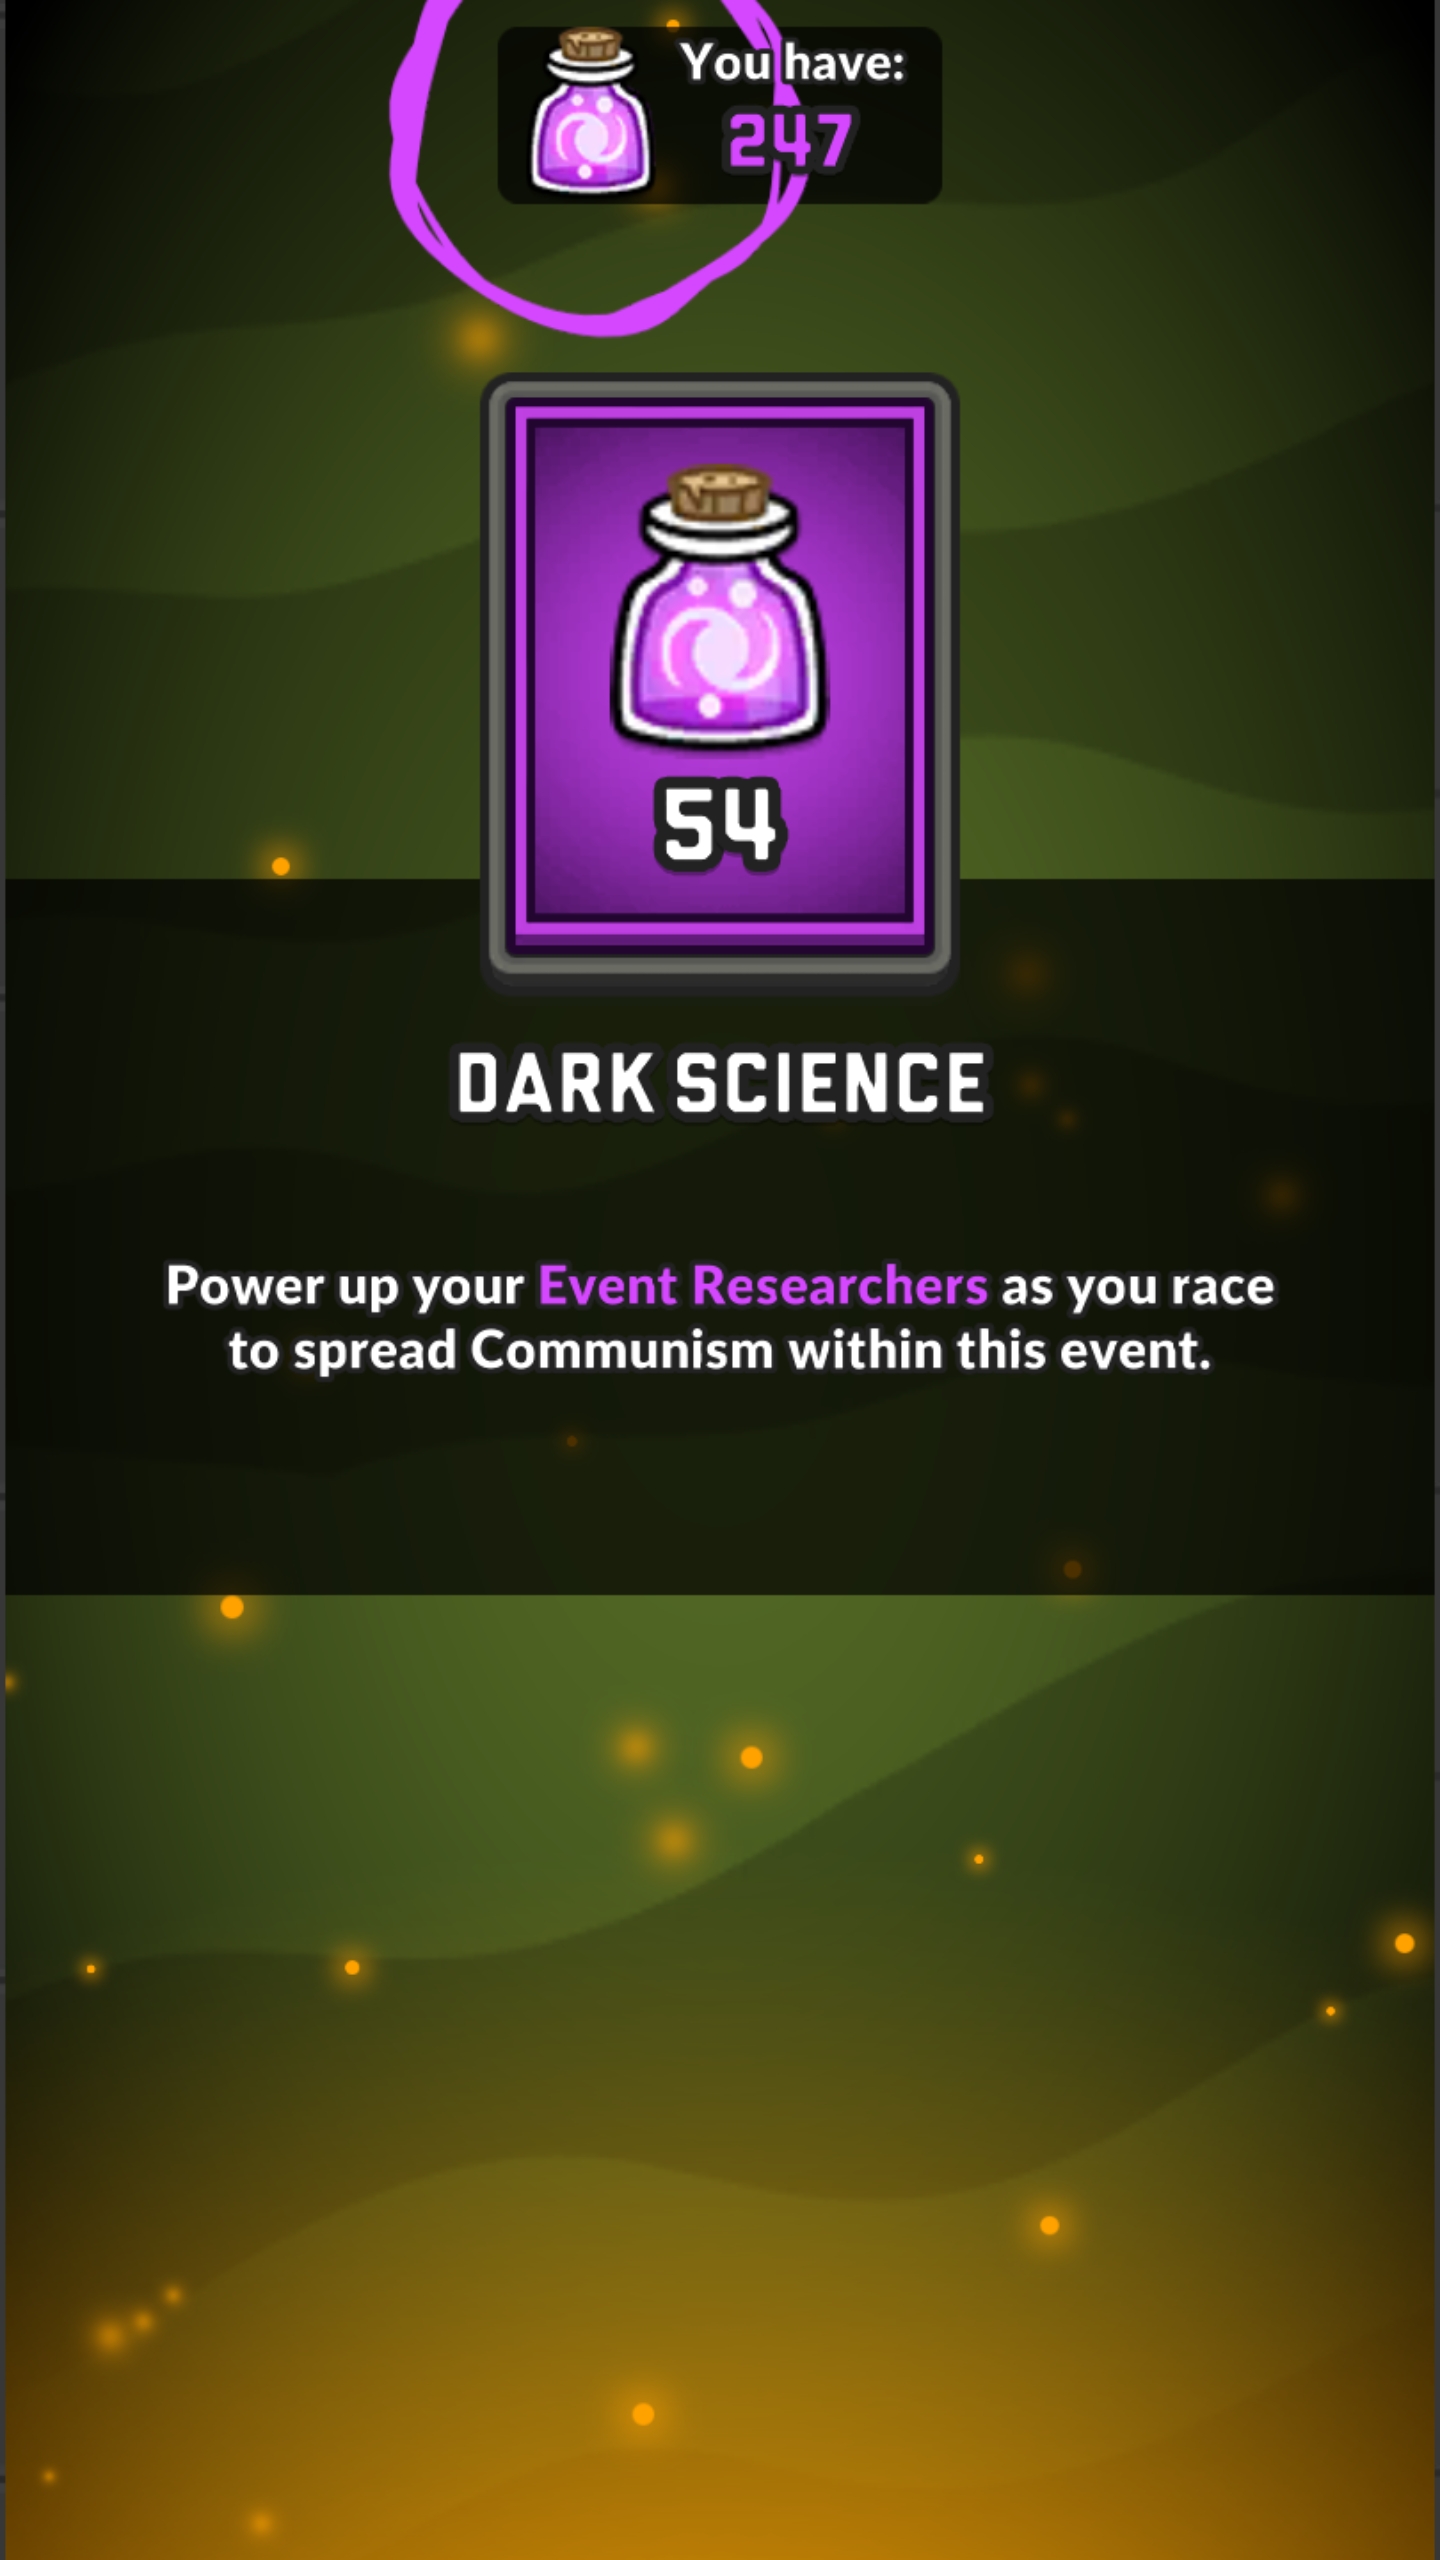 You have:
247
54
DARK SCIENCE
Power up your Event Researchers as you race
to spread Communism within this event.